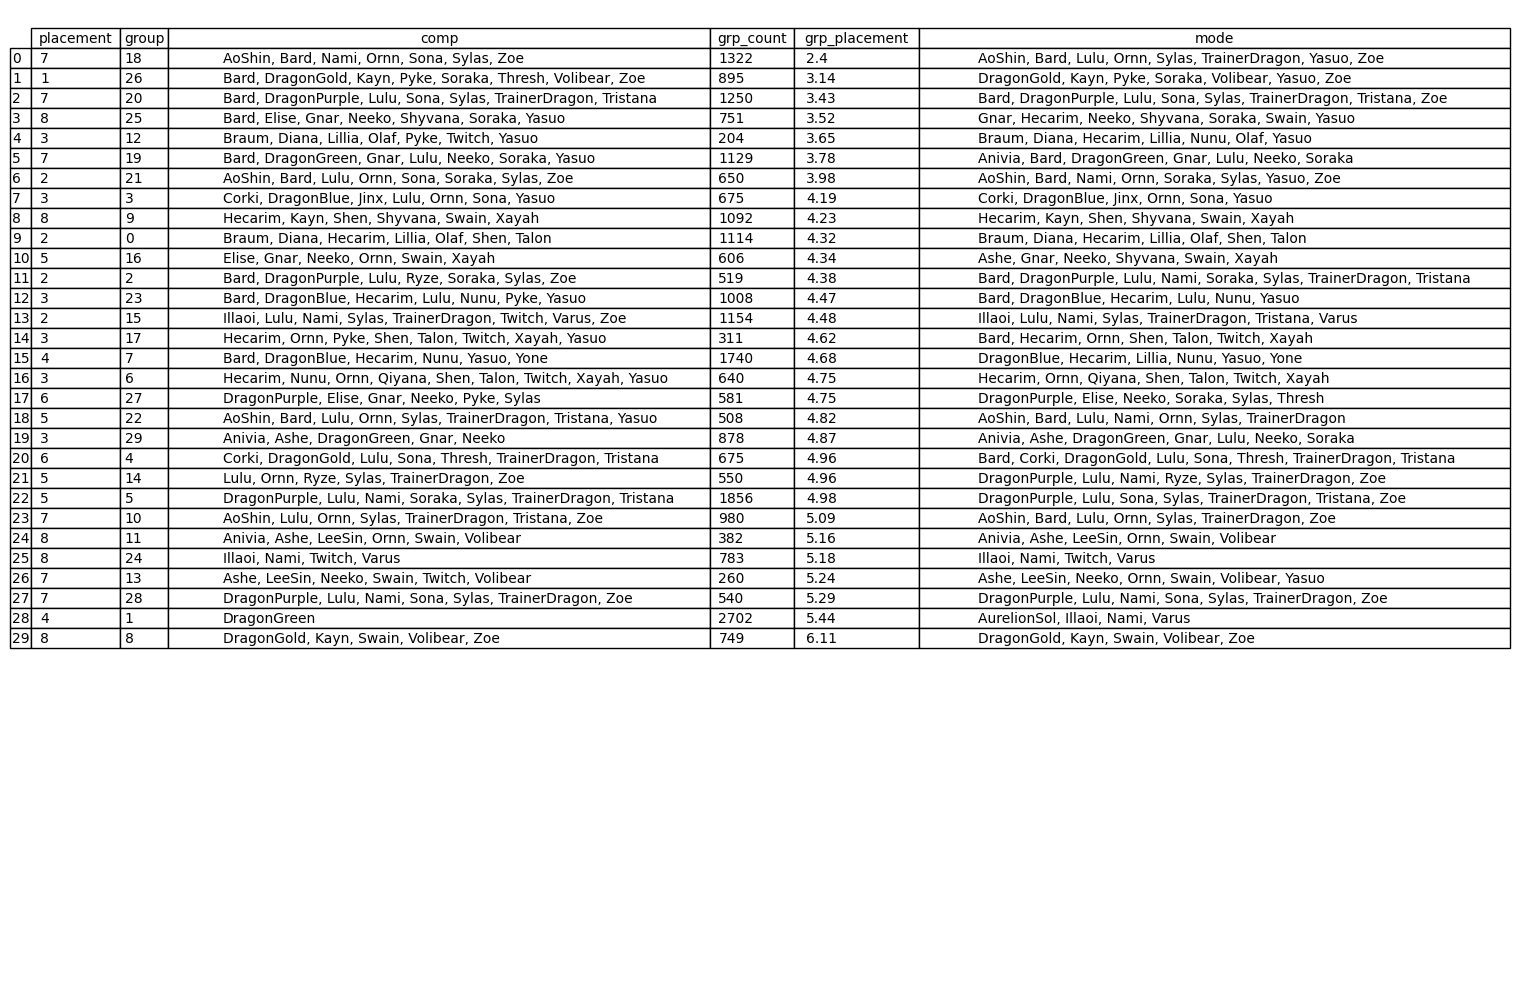 placement group comp grp_count grp_placement mode
0 7 18 AoShin, Bard, Nami, Ornn, Sona, Sylas, Zoe 1322 2.4 AoShin, Bard, Lulu, Ornn, Sylas, TrainerDragon, Yasuo, Zoe
1 1 26 Bard, DragonGold, Kayn, Pyke, Soraka, Thresh, Volibear, Zoe 895 3.14 DragonGold, Kayn, Pyke, Soraka, Volibear, Yasuo, Zoe
2 7 20 Bard, DragonPurple, Lulu, Sona, Sylas, TrainerDragon, Tristana 1250 3.43 Bard, DragonPurple, Lulu, Sona, Sylas, TrainerDragon, Tristana, Zoe
3 8 25 Bard, Elise, Gnar, Neeko, Shyvana, Soraka, Yasuo 751 3.52 Gnar, Hecarim, Neeko, Shyvana, Soraka, Swain, Yasuo
4 3 12 Braum, Diana, Lillia, Olaf, Pyke, Twitch, Yasuo 204 3.65 Braum, Diana, Hecarim, Lillia, Nunu, Olaf, Yasuo
5 7 19 Bard, DragonGreen, Gnar, Lulu, Neeko, Soraka, Yasuo 1129 3.78 Anivia, Bard, DragonGreen, Gnar, Lulu, Neeko, Soraka
6 2 21 AoShin, Bard, Lulu, Ornn, Sona, Soraka, Sylas, Zoe 650 3.98 AoShin, Bard, Nami, Ornn, Soraka, Sylas, Yasuo, Zoe
7 3 3 Corki, DragonBlue, Jinx, Lulu, Ornn, Sona, Yasuo 675 4.19 Corki, DragonBlue, Jinx, Ornn, Sona, Yasuo
8 8 9 Hecarim, Kayn, Shen, Shyvana, Swain, Xayah 1092 4.23 Hecarim, Kayn, Shen, Shyvana, Swain, Xayah
9 2 0 Braum, Diana, Hecarim, Lillia, Olaf, Shen, Talon 1114 4.32 Braum, Diana, Hecarim, Lillia, Olaf, Shen, Talon
10 5 16 Elise, Gnar, Neeko, Ornn, Swain, Xayah 606 4.34 Ashe, Gnar, Neeko, Shyvana, Swain, Xayah
11 2 2 Bard, DragonPurple, Lulu, Ryze, Soraka, Sylas, Zoe 519 4.38 Bard, DragonPurple, Lulu, Nami, Soraka, Sylas, TrainerDragon, Tristana
12 3 23 Bard, DragonBlue, Hecarim, Lulu, Nunu, Pyke, Yasuo 1008 4.47 Bard, DragonBlue, Hecarim, Lulu, Nunu, Yasuo
13 2 15 Illaoi, Lulu, Nami, Sylas, TrainerDragon, Twitch, Varus, Zoe 1154 4.48 Illaoi, Lulu, Nami, Sylas, TrainerDragon, Tristana, Varus
14 3 17 Hecarim, Ornn, Pyke, Shen, Talon, Twitch, Xayah, Yasuo 311 4.62 Bard, Hecarim, Ornn, Shen, Talon, Twitch, Xayah
15 4 7 Bard, DragonBlue, Hecarim, Nunu, Yasuo, Yone 1740 4.68 DragonBlue, Hecarim, Lillia, Nunu, Yasuo, Yone
16 3 6 Hecarim, Nunu, Ornn, Qiyana, Shen, Talon, Twitch, Xayah, Yasuo 640 4.75 Hecarim, Ornn, Qiyana, Shen, Talon, Twitch, Xayah
17 6 27 DragonPurple, Elise, Gnar, Neeko, Pyke, Sylas 581 4.75 DragonPurple, Elise, Neeko, Soraka, Sylas, Thresh
18 5 22 AoShin, Bard, Lulu, Ornn, Sylas, TrainerDragon, Tristana, Yasuo 508 4.82 AoShin, Bard, Lulu, Nami, Ornn, Sylas, TrainerDragon
19 3 29 Anivia, Ashe, DragonGreen, Gnar, Neeko 878 4.87 Anivia, Ashe, DragonGreen, Gnar, Lulu, Neeko, Soraka
20 6 4 Corki, DragonGold, Lulu, Sona, Thresh, TrainerDragon, Tristana 675 4.96 Bard, Corki, DragonGold, Lulu, Sona, Thresh, TrainerDragon, Tristana
21 5 14 Lulu, Ornn, Ryze, Sylas, TrainerDragon, Zoe 550 4.96 DragonPurple, Lulu, Nami, Ryze, Sylas, TrainerDragon, Zoe
22 5 5 DragonPurple, Lulu, Nami, Soraka, Sylas, TrainerDragon, Tristana 1856 4.98 DragonPurple, Lulu, Sona, Sylas, TrainerDragon, Tristana, Zoe
23 7 10 AoShin, Lulu, Ornn, Sylas, TrainerDragon, Tristana, Zoe 980 5.09 AoShin, Bard, Lulu, Ornn, Sylas, TrainerDragon, Zoe
24 8 11 Anivia, Ashe, LeeSin, Ornn, Swain, Volibear 382 5.16 Anivia, Ashe, LeeSin, Ornn, Swain, Volibear
25 8 24 Illaoi, Nami, Twitch, Varus 783 5.18 Illaoi, Nami, Twitch, Varus
26 7 13 Ashe, LeeSin, Neeko, Swain, Twitch, Volibear 260 5.24 Ashe, LeeSin, Neeko, Ornn, Swain, Volibear, Yasuo
27 7 28 DragonPurple, Lulu, Nami, Sona, Sylas, TrainerDragon, Zoe 540 5.29 DragonPurple, Lulu, Nami, Sona, Sylas, TrainerDragon, Zoe
28 4 1 DragonGreen 2702 5.44 AurelionSol, Illaoi, Nami, Varus
29 8 8 DragonGold, Kayn, Swain, Volibear, Zoe 749 6.11 DragonGold, Kayn, Swain, Volibear, Zoe